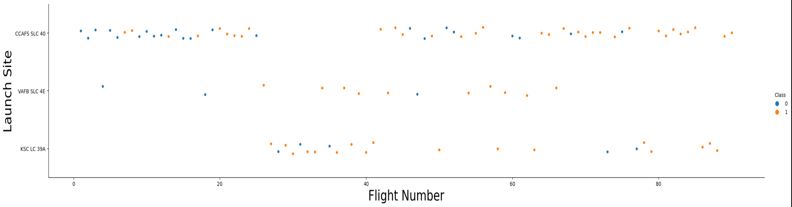 Launch Site
CCAFS SLC 40
VAFB SLC 4E
KSC LC 39A
0 20 40 60 80
Flight Number
Class
0
1